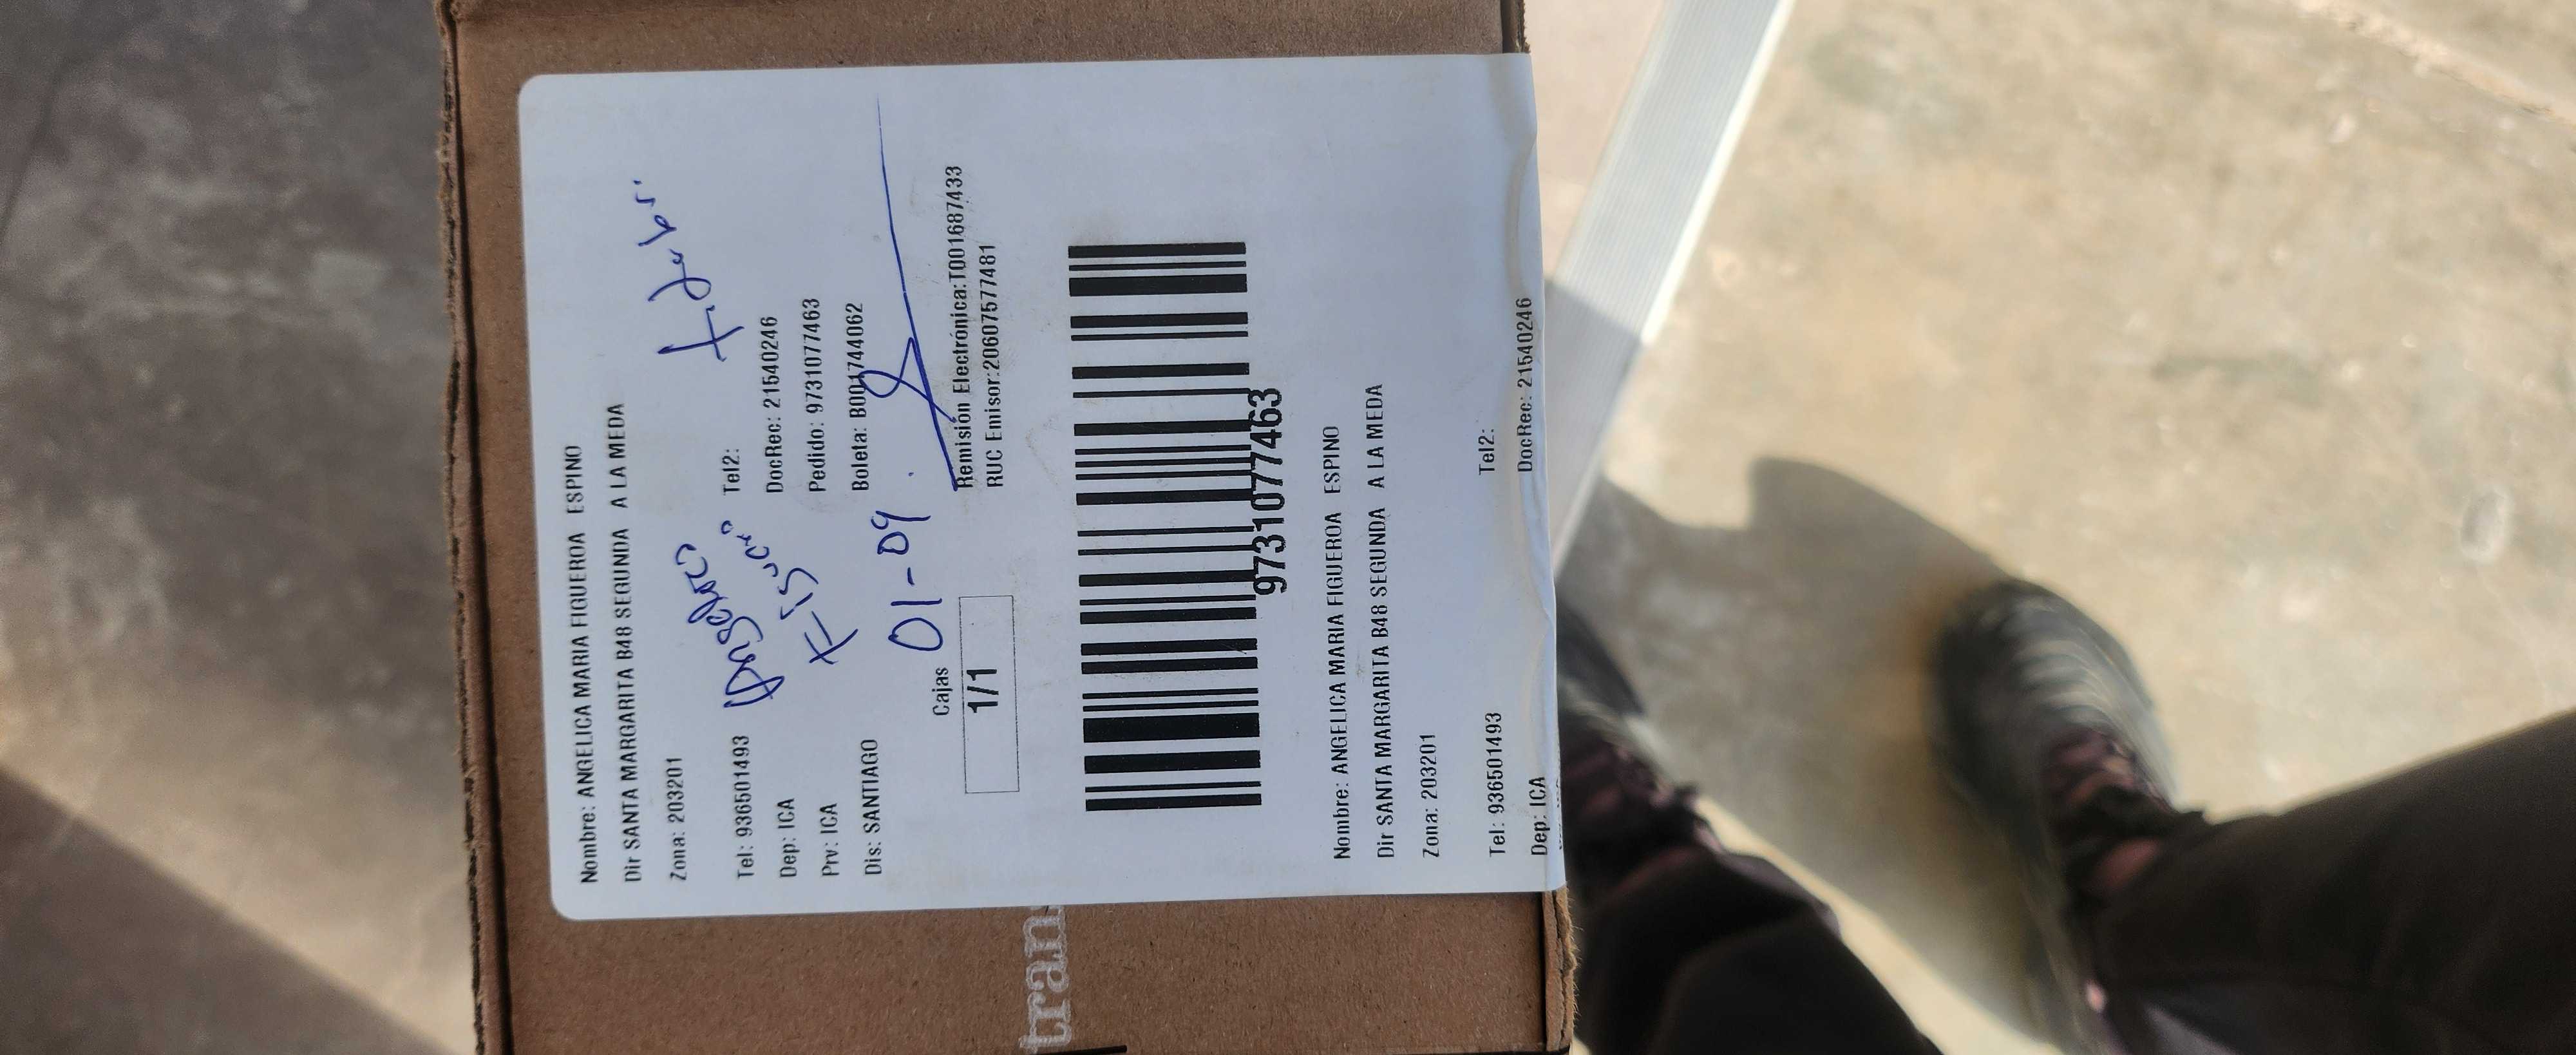 Nombre: ANGELICA MARIA FIGUEROA ESPINO
Dir SANTA MARGARITA B48 SEGUNDA A LA MEDA
Zona: 203201
Tel: 936501493 Tel2:
Dep: ICA DocRec: 21540246
Prv: ICA Pedido: 9731077463
Dis: SANTIAGO Boleta: B001744062
01-09
Cajas
1/1
Remisión Electrónica:T001687433
RUC Emisor:20607577481
9731077463
Nombre: ANGELICA MARIA FIGUEROA ESPINO
Dir SANTA MARGARITA B48 SEGUNDA A LA MEDA
Zona: 203201
Tel: 936501493 Tel2:
Dep: ICA DocRec: 21540246
tran